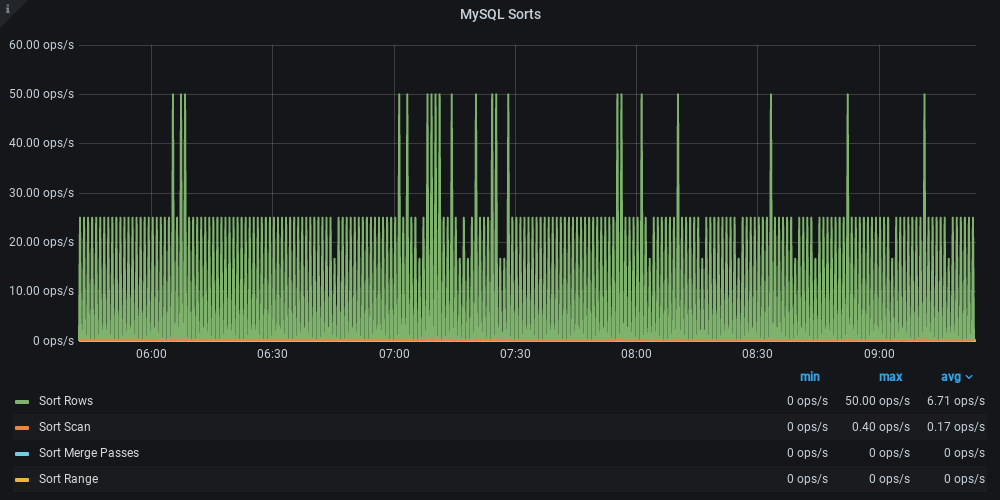 i
MySQL Sorts
60.00 ops/s
50.00 ops/s
40.00 ops/s
30.00 ops/s
20.00 ops/s
10.00 ops/s
0 ops/s
06:00 06:30 07:00 07:30 08:00 08:30 09:00
min max avg
Sort Rows 0 ops/s 50.00 ops/s 6.71 ops/s
Sort Scan 0 ops/s 0.40 ops/s 0.17 ops/s
Sort Merge Passes 0 ops/s 0 ops/s 0 ops/s
Sort Range 0 ops/s 0 ops/s 0 ops/s